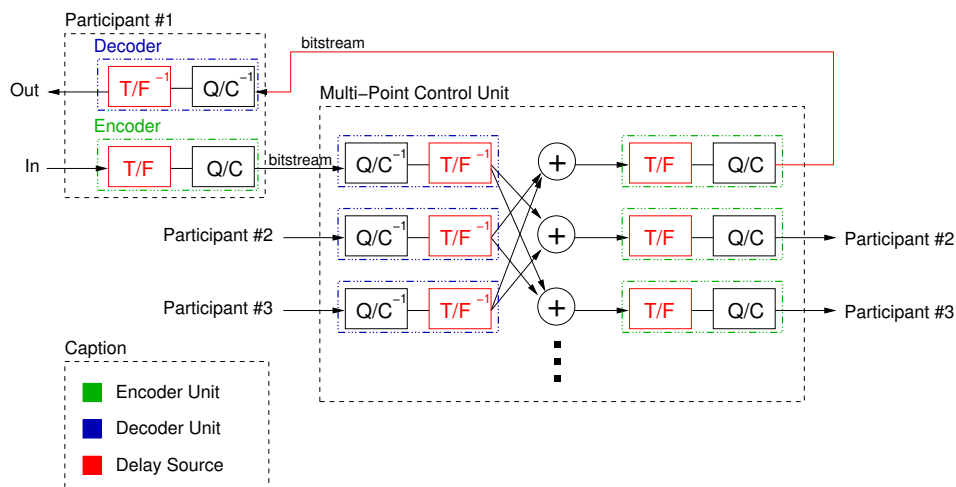 Participant #1
bitstream
Decoder
Out
T/F⁻¹
Q/C⁻¹
Multi−Point Control Unit
Encoder
In
T/F
Q/C
bitstream
Q/C⁻¹
T/F⁻¹
+
T/F
Q/C
Participant #2
Q/C⁻¹
T/F⁻¹
+
T/F
Q/C
Participant #2
Participant #3
Q/C⁻¹
T/F⁻¹
+
T/F
Q/C
Participant #3
Caption
Encoder Unit
Decoder Unit
Delay Source